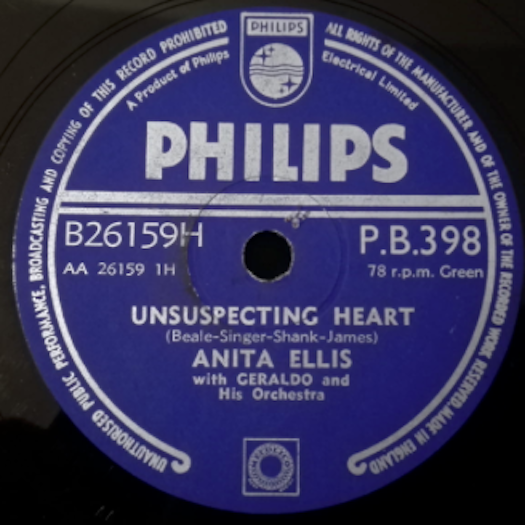 UNAUTHORISED PUBLIC PERFORMANCE, BROADCASTING AND COPYING OF THIS RECORD PROHIBITED
ALL RIGHTS OF THE MANUFACTURER AND OF THE OWNER OF THE RECORDED WORK RESERVED. MADE IN ENGLAND
PHILIPS
A Product of Philips Electrical Limited
PHILIPS
B26159H
P.B.398
AA 26159 1H
78 r.p.m. Green
UNSUSPECTING HEART
(Beale-Singer-Shank-James)
ANITA ELLIS
with GERALDO and
His Orchestra